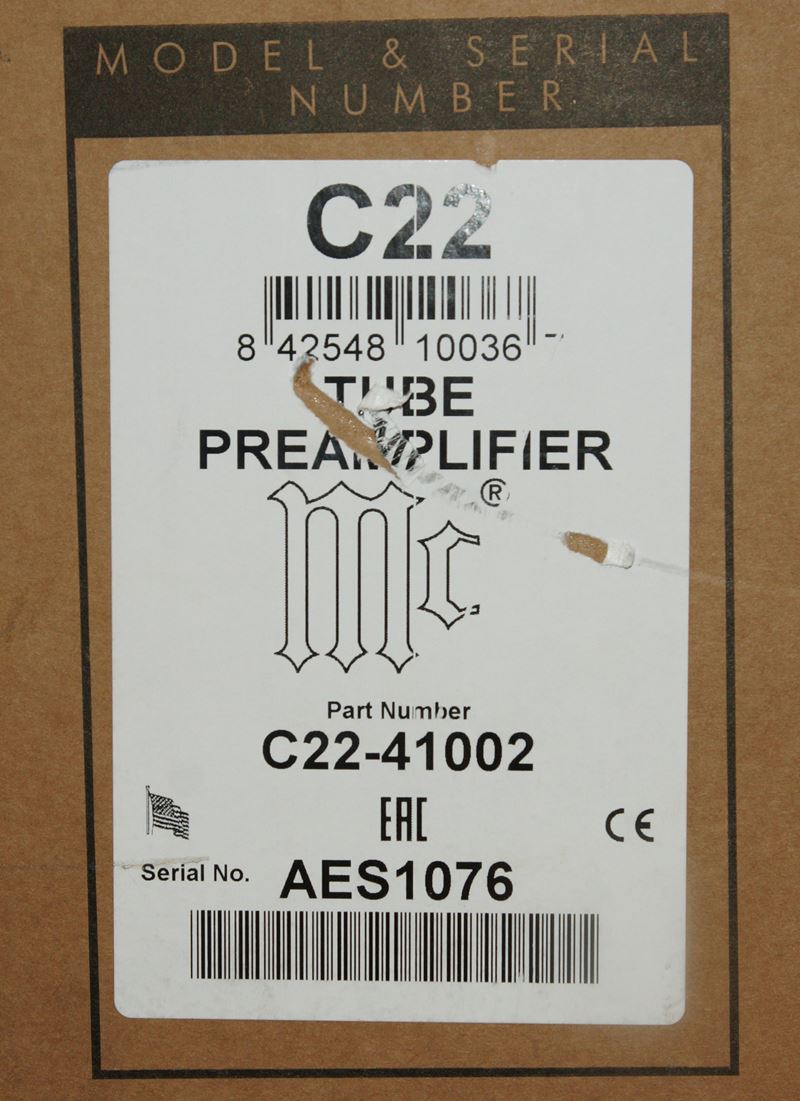 MODEL & SERIAL
NUMBER
C22
8 42548 10036 7
TUBE
PREAMPLIFIER
Mc ®
Part Number
C22-41002
EAC
CE
Serial No. AES1076